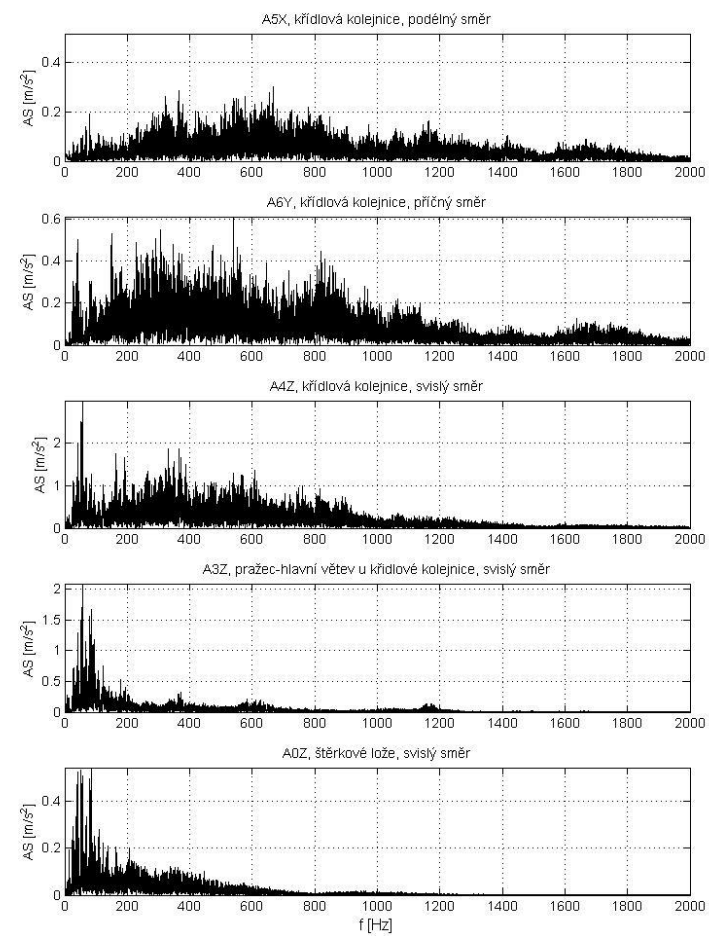 A5X, křídlová kolejnice, podélný směr
AS [m/s²]
0.4
0.2
0
0 200 400 600 800 1000 1200 1400 1600 1800 2000
A6Y, křídlová kolejnice, příčný směr
AS [m/s²]
0.6
0.4
0.2
0
0 200 400 600 800 1000 1200 1400 1600 1800 2000
A4Z, křídlová kolejnice, svislý směr
AS [m/s²]
2
1
0
0 200 400 600 800 1000 1200 1400 1600 1800 2000
A3Z, pražec-hlavní větev u křidlové kolejnice, svislý směr
AS [m/s²]
2
1.5
1
0.5
0
0 200 400 600 800 1000 1200 1400 1600 1800 2000
A0Z, štěrkové lože, svislý směr
AS [m/s²]
0.4
0.2
0
0 200 400 600 800 1000 1200 1400 1600 1800 2000
f [Hz]